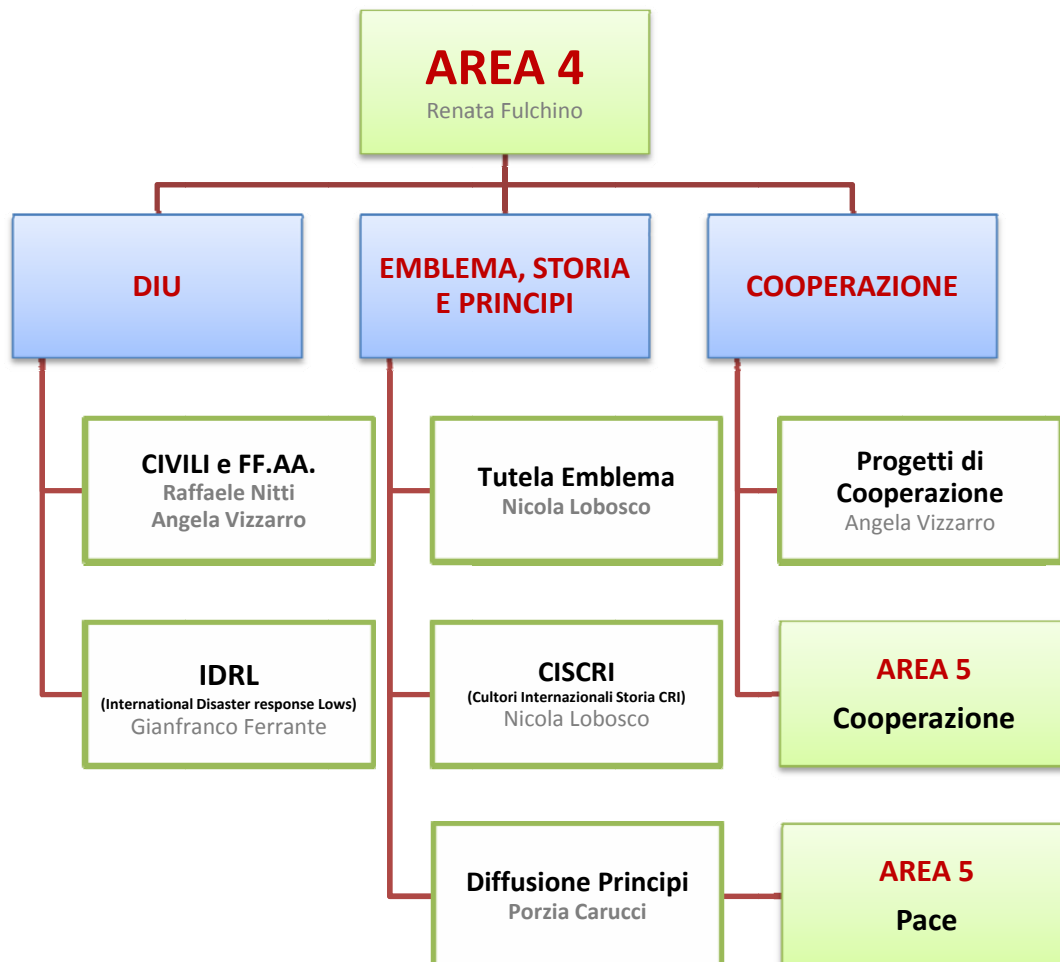 AREA 4
Renata Fulchino
DIU
EMBLEMA, STORIA
E PRINCIPI
COOPERAZIONE
CIVILI e FF.AA.
Raffaele Nitti
Angela Vizzarro
Tutela Emblema
Nicola Lobosco
Progetti di
Cooperazione
Angela Vizzarro
IDRL
(International Disaster response Lows)
Gianfranco Ferrante
CISCRI
(Cultori Internazionali Storia CRI)
Nicola Lobosco
AREA 5
Cooperazione
Diffusione Principi
Porzia Carucci
AREA 5
Pace